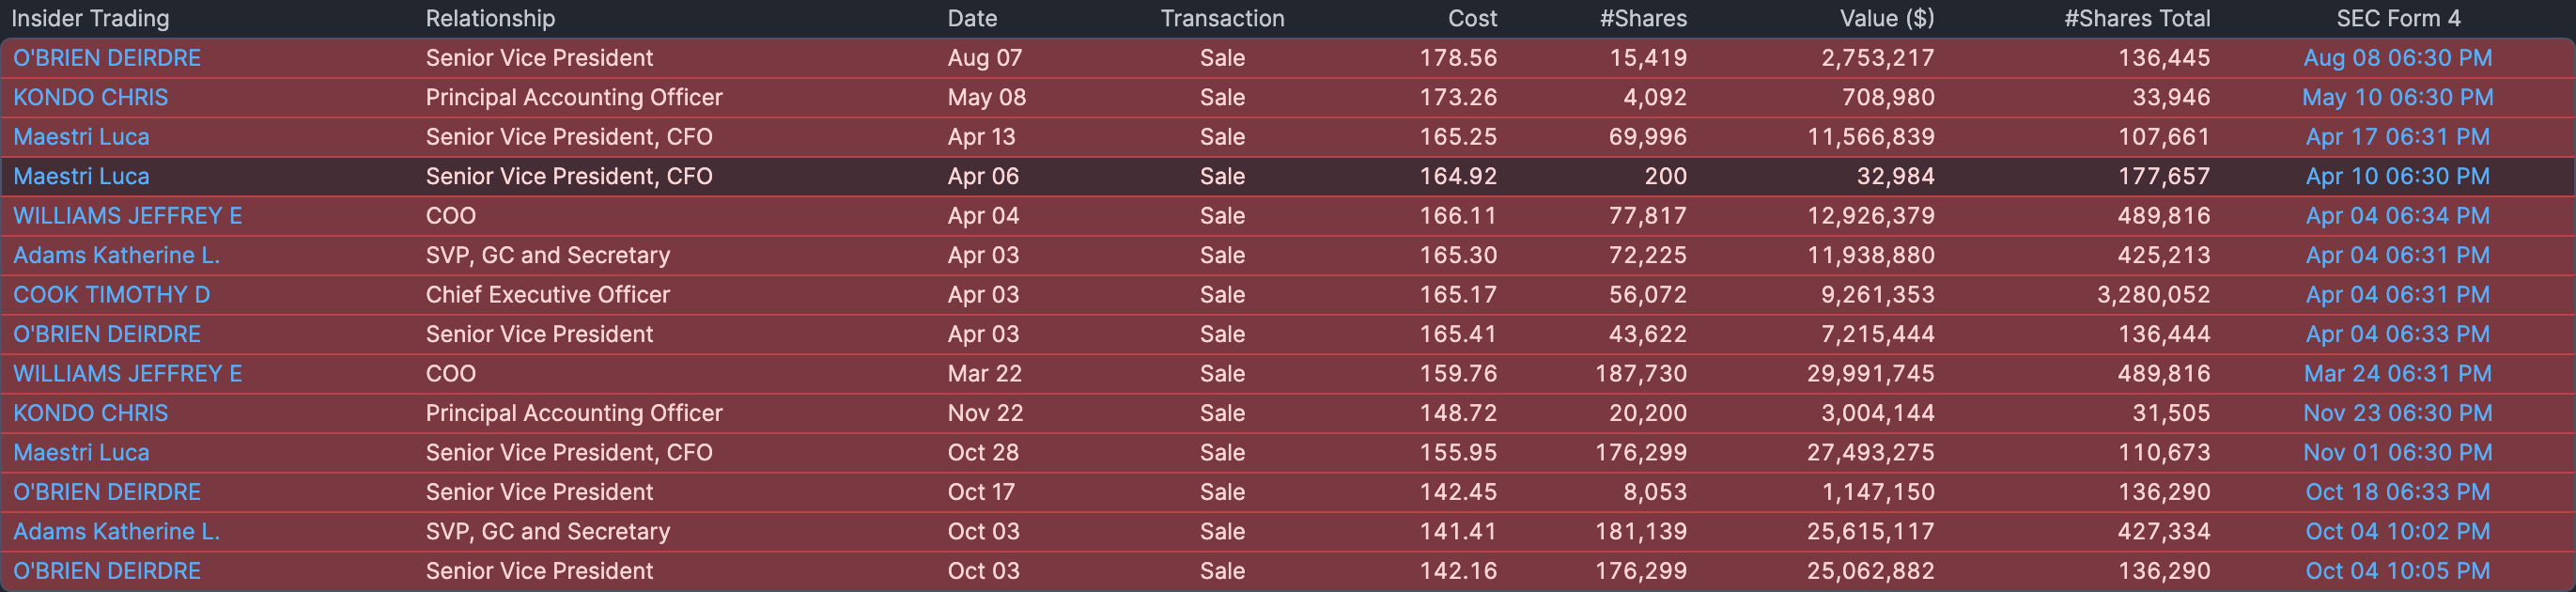 Insider Trading Relationship Date Transaction Cost #Shares Value ($) #Shares Total SEC Form 4
O'BRIEN DEIRDRE Senior Vice President Aug 07 Sale 178.56 15,419 2,753,217 136,445 Aug 08 06:30 PM
KONDO CHRIS Principal Accounting Officer May 08 Sale 173.26 4,092 708,980 33,946 May 10 06:30 PM
Maestri Luca Senior Vice President, CFO Apr 13 Sale 165.25 69,996 11,566,839 107,661 Apr 17 06:31 PM
Maestri Luca Senior Vice President, CFO Apr 06 Sale 164.92 200 32,984 177,657 Apr 10 06:30 PM
WILLIAMS JEFFREY E COO Apr 04 Sale 166.11 77,817 12,926,379 489,816 Apr 04 06:34 PM
Adams Katherine L. SVP, GC and Secretary Apr 03 Sale 165.30 72,225 11,938,880 425,213 Apr 04 06:31 PM
COOK TIMOTHY D Chief Executive Officer Apr 03 Sale 165.17 56,072 9,261,353 3,280,052 Apr 04 06:31 PM
O'BRIEN DEIRDRE Senior Vice President Apr 03 Sale 165.41 43,622 7,215,444 136,444 Apr 04 06:33 PM
WILLIAMS JEFFREY E COO Mar 22 Sale 159.76 187,730 29,991,745 489,816 Mar 24 06:31 PM
KONDO CHRIS Principal Accounting Officer Nov 22 Sale 148.72 20,200 3,004,144 31,505 Nov 23 06:30 PM
Maestri Luca Senior Vice President, CFO Oct 28 Sale 155.95 176,299 27,493,275 110,673 Nov 01 06:30 PM
O'BRIEN DEIRDRE Senior Vice President Oct 17 Sale 142.45 8,053 1,147,150 136,290 Oct 18 06:33 PM
Adams Katherine L. SVP, GC and Secretary Oct 03 Sale 141.41 181,139 25,615,117 427,334 Oct 04 10:02 PM
O'BRIEN DEIRDRE Senior Vice President Oct 03 Sale 142.16 176,299 25,062,882 136,290 Oct 04 10:05 PM